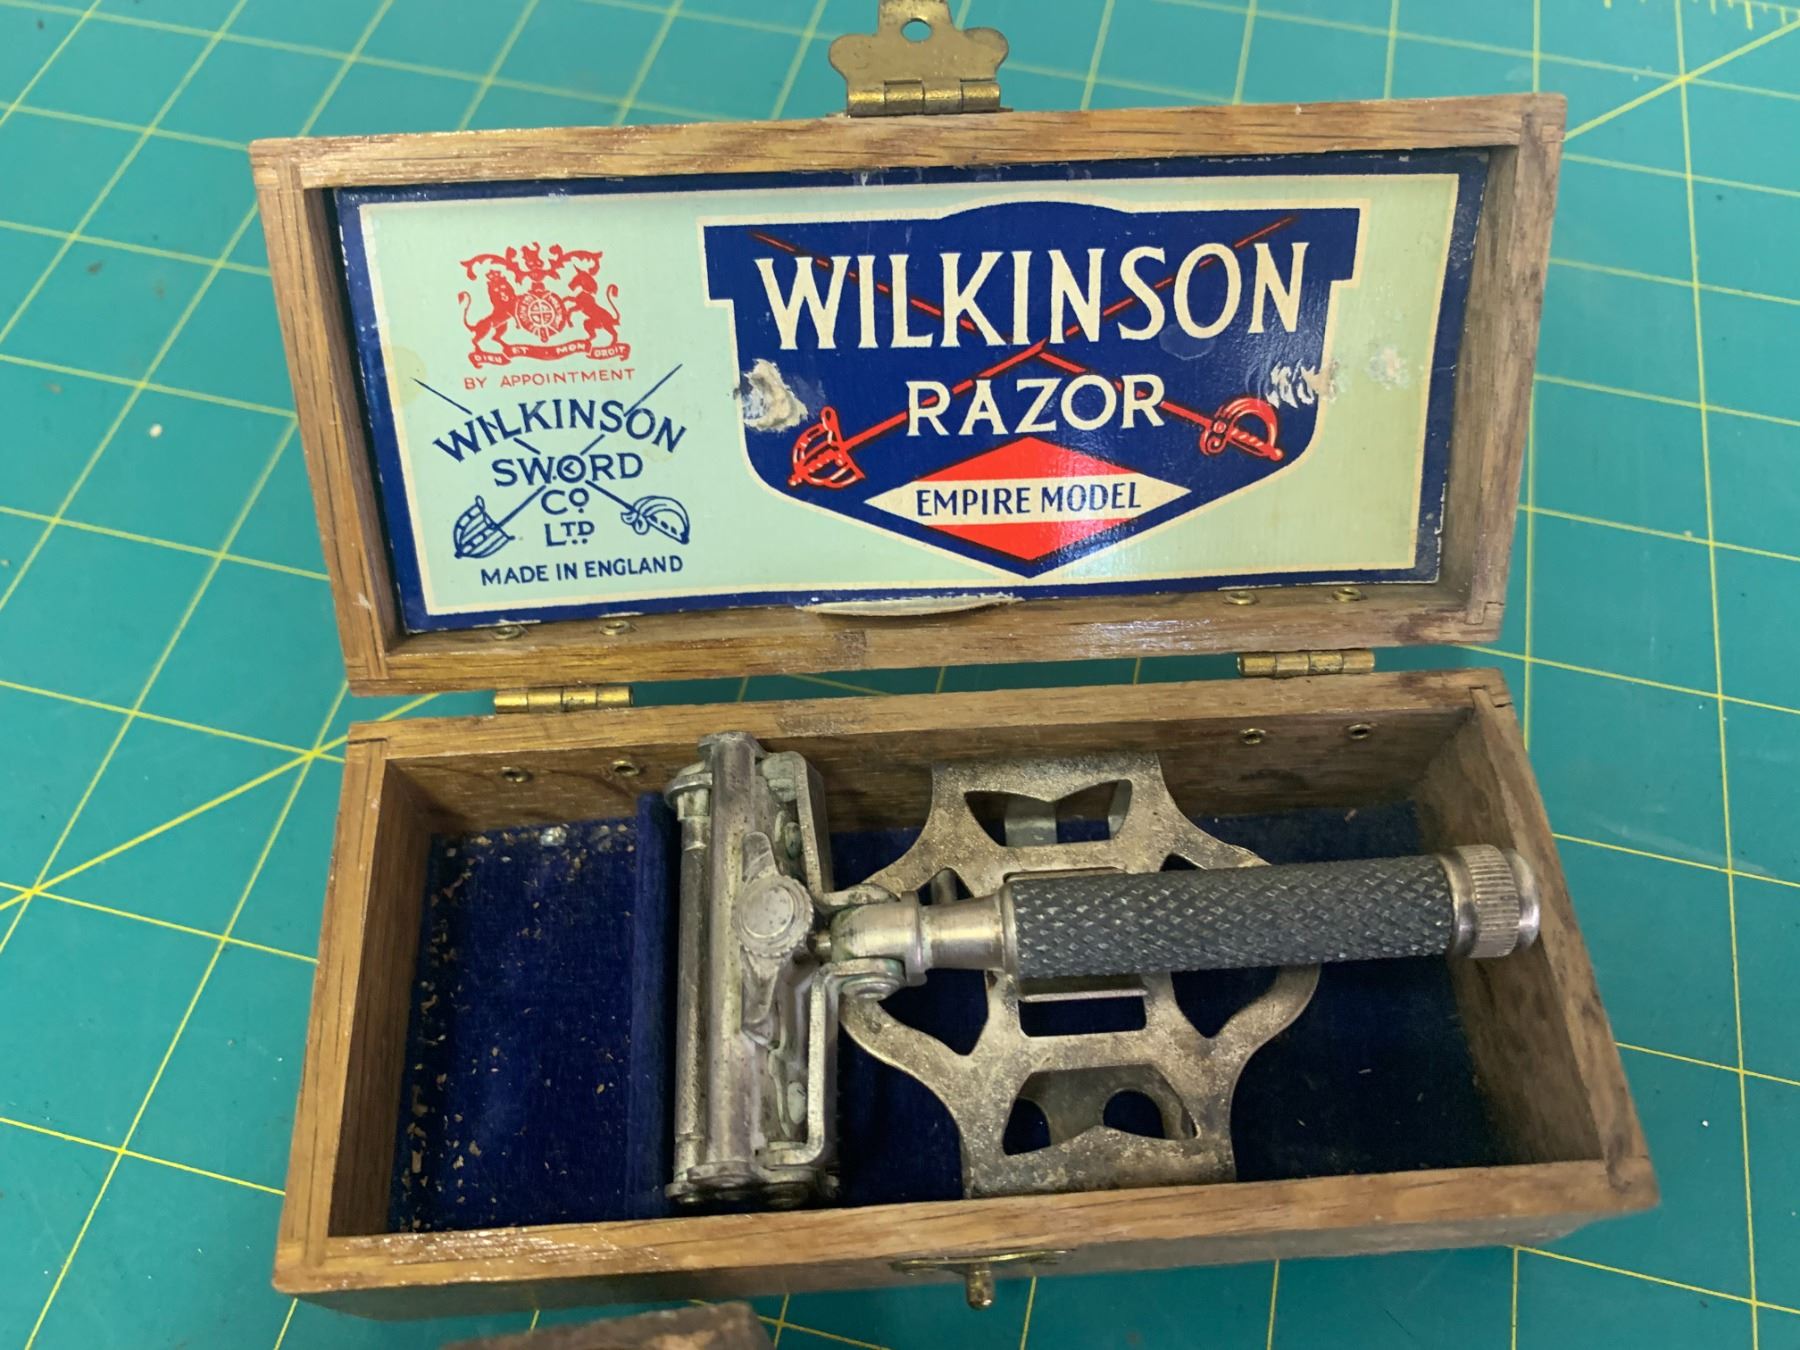 DIEU ET MON DROIT
BY APPOINTMENT
WILKINSON
SWORD
Cº
LTD
MADE IN ENGLAND
WILKINSON
RAZOR
EMPIRE MODEL